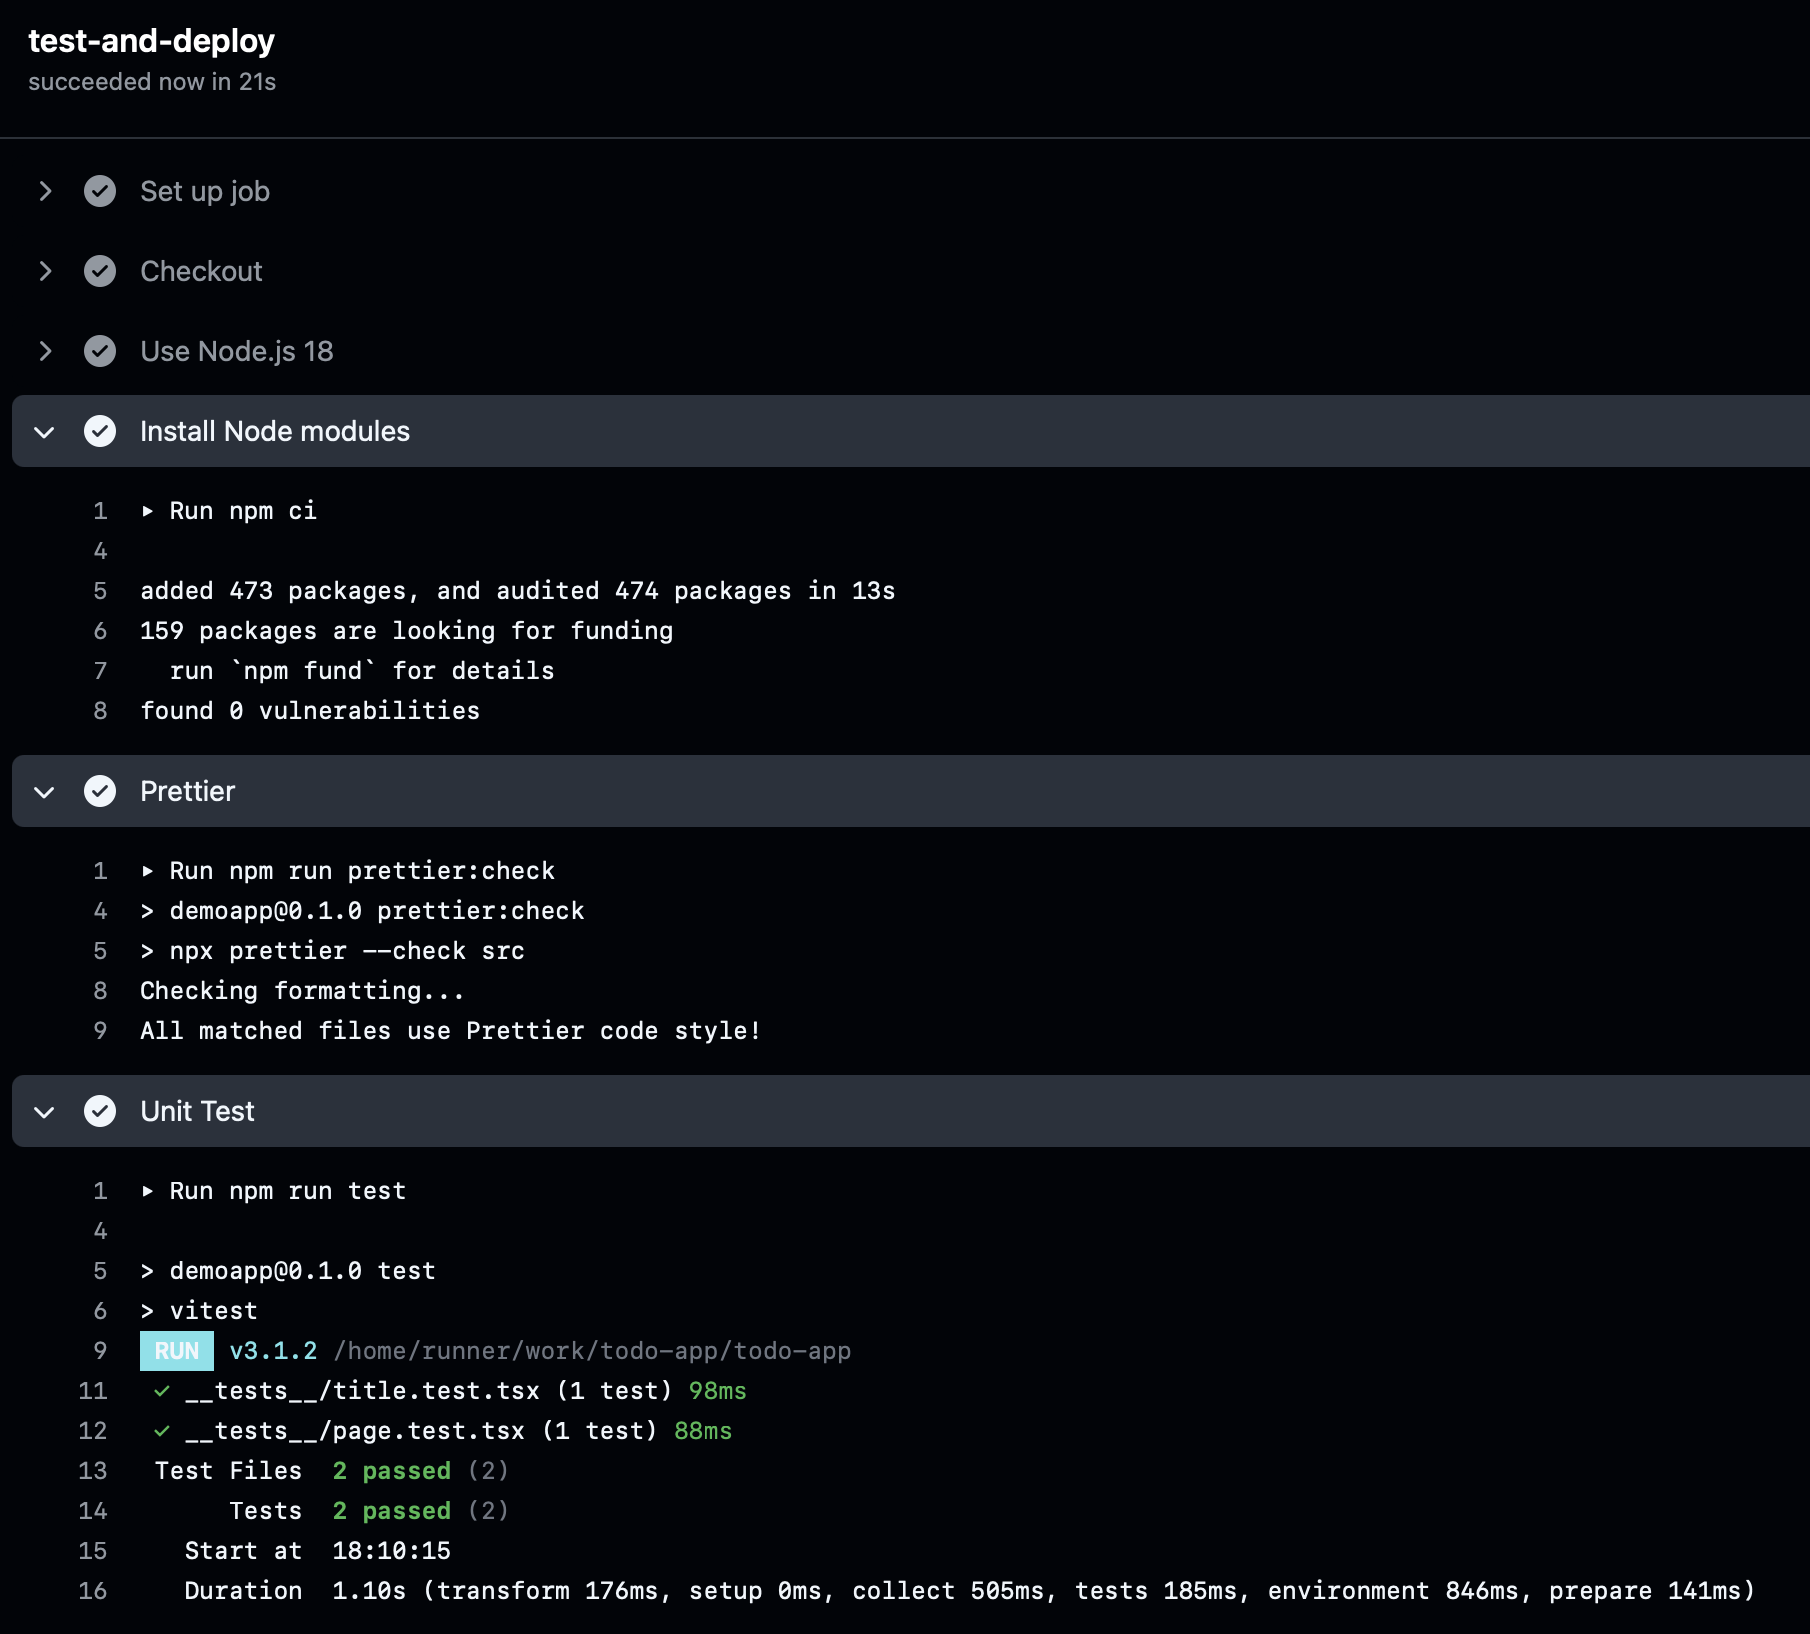 test-and-deploy
succeeded now in 21s
Set up job
Checkout
Use Node.js 18
Install Node modules
1 ▸ Run npm ci
4
5 added 473 packages, and audited 474 packages in 13s
6 159 packages are looking for funding
7   run `npm fund` for details
8 found 0 vulnerabilities
Prettier
1 ▸ Run npm run prettier:check
4 > demoapp@0.1.0 prettier:check
5 > npx prettier --check src
8 Checking formatting...
9 All matched files use Prettier code style!
Unit Test
1 ▸ Run npm run test
4
5 > demoapp@0.1.0 test
6 > vitest
9 RUN v3.1.2 /home/runner/work/todo-app/todo-app
11 ✓ __tests__/title.test.tsx (1 test) 98ms
12 ✓ __tests__/page.test.tsx (1 test) 88ms
13 Test Files 2 passed (2)
14 Tests 2 passed (2)
15 Start at 18:10:15
16 Duration 1.10s (transform 176ms, setup 0ms, collect 505ms, tests 185ms, environment 846ms, prepare 141ms)